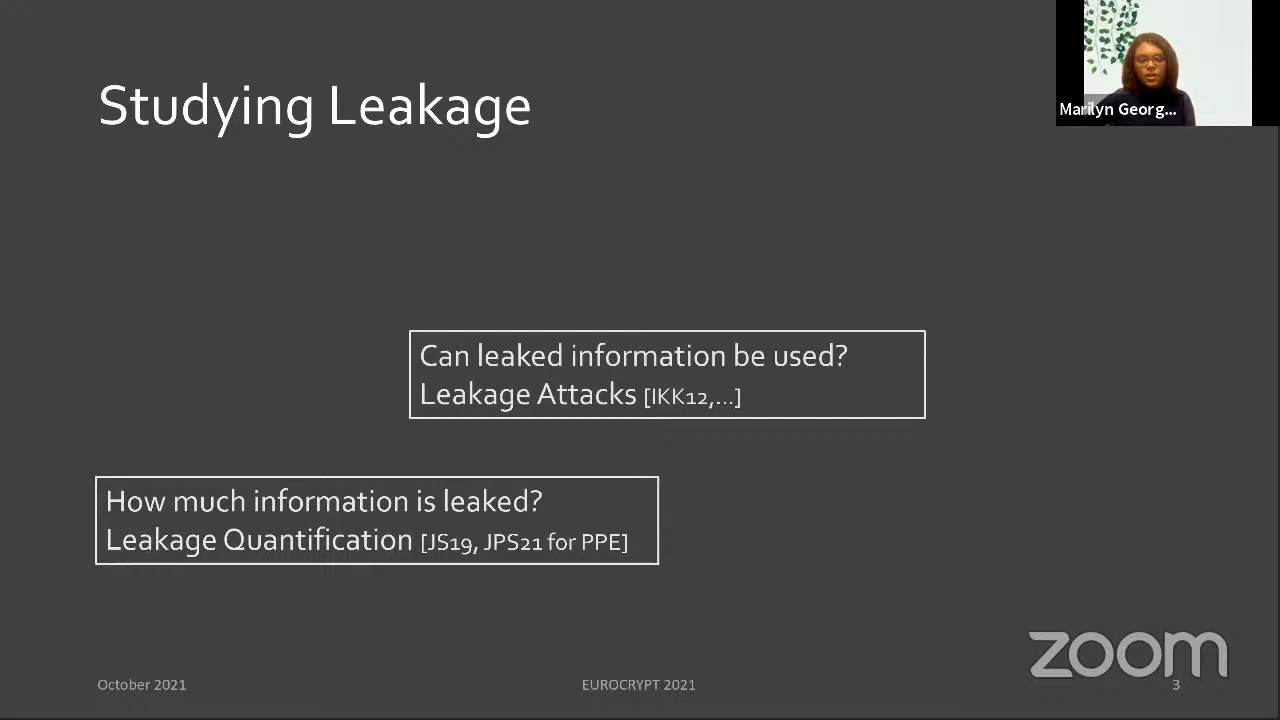 Studying Leakage
Marilyn Georg...
Can leaked information be used?
Leakage Attacks [IKK12,...]
How much information is leaked?
Leakage Quantification [JS19, JPS21 for PPE]
zoom
October 2021
EUROCRYPT 2021
3